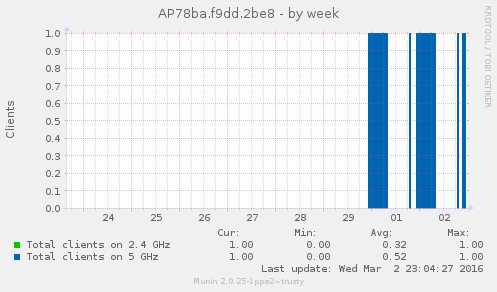 AP78ba.f9dd.2be8 - by week
RRDTOOL / TOBI OETIKER
Clients
1.0
0.9
0.8
0.7
0.6
0.5
0.4
0.3
0.2
0.1
0.0
24 25 26 27 28 29 01 02
Cur: Min: Avg: Max:
Total clients on 2.4 GHz 1.00 0.00 0.32 1.00
Total clients on 5 GHz 1.00 0.00 0.52 1.00
Last update: Wed Mar 2 23:04:27 2016
Munin 2.0.25-1ppa2~trusty